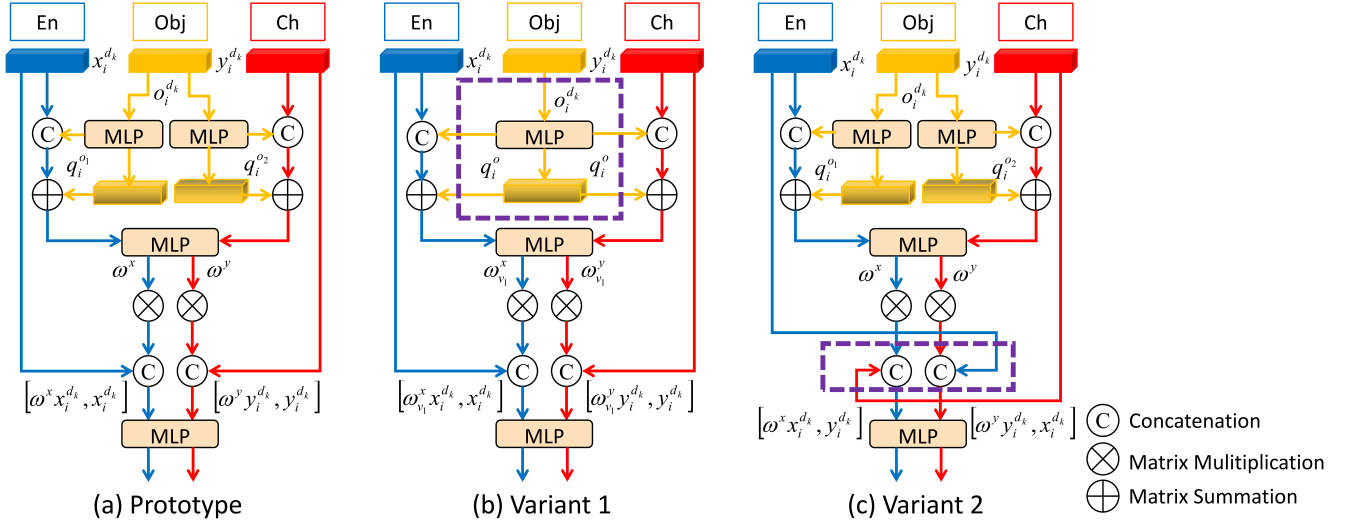 En Obj Ch En Obj Ch En Obj Ch
x_i^{d_k} y_i^{d_k} x_i^{d_k} y_i^{d_k} x_i^{d_k} y_i^{d_k}
o_i^{d_k} o_i^{d_k} o_i^{d_k}
C MLP MLP C C MLP C C MLP MLP C
q_i^{o_1} q_i^{o_2} q_i^o q_i^o q_i^{o_1} q_i^{o_2}
MLP MLP MLP
ω^x ω^y ω_{v_1}^x ω_{v_1}^y ω^x ω^y
C C C C C C
[ω^x x_i^{d_k}, x_i^{d_k}] [ω^y y_i^{d_k}, y_i^{d_k}] [ω_{v_1}^x x_i^{d_k}, x_i^{d_k}] [ω_{v_1}^y y_i^{d_k}, y_i^{d_k}] [ω^x x_i^{d_k}, y_i^{d_k}] [ω^y y_i^{d_k}, x_i^{d_k}]
MLP MLP MLP
C Concatenation
Matrix Mulitiplication
Matrix Summation
(a) Prototype (b) Variant 1 (c) Variant 2